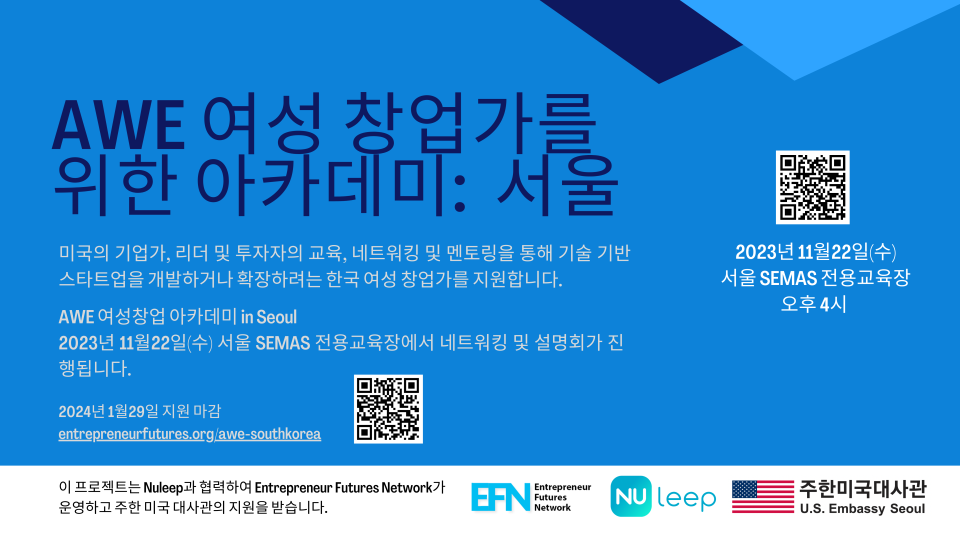 AWE 여성 창업가를
위한 아카데미: 서울
미국의 기업가, 리더 및 투자자의 교육, 네트워킹 및 멘토링을 통해 기술 기반
스타트업을 개발하거나 확장하려는 한국 여성 창업가를 지원합니다.
AWE 여성창업 아카데미 in Seoul
2023년 11월22일(수) 서울 SEMAS 전용교육장에서 네트워킹 및 설명회가 진
행됩니다.
2024년 1월29일 지원 마감
entrepreneurfutures.org/awe-southkorea
2023년 11월22일(수)
서울 SEMAS 전용교육장
오후 4시
이 프로젝트는 Nuleep과 협력하여 Entrepreneur Futures Network가
운영하고 주한 미국 대사관의 지원을 받습니다.
EFN
Entrepreneur
Futures
Network
NU leep
주한미국대사관
U.S. Embassy Seoul